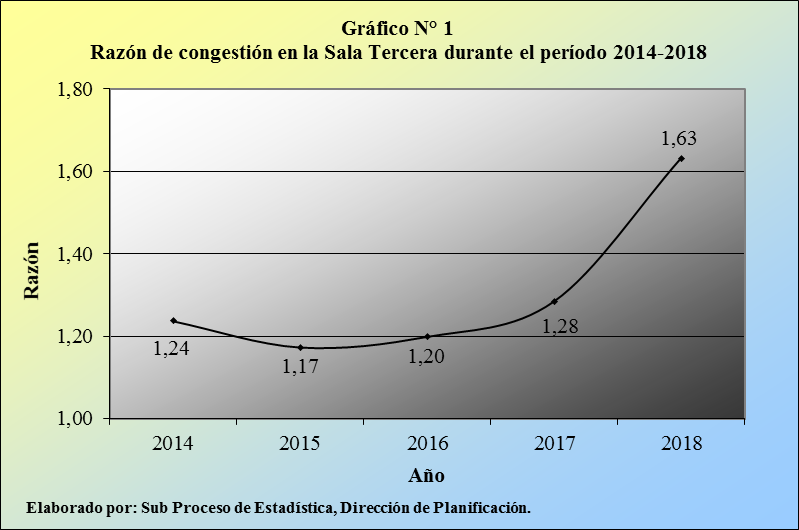 Gráfico N° 1
Razón de congestión en la Sala Tercera durante el período 2014-2018
1,80
1,63
1,60
1,40
Razón
1,28
1,20
1,24
1,17
1,20
1,00
2014 2015 2016 2017 2018
Año
Elaborado por: Sub Proceso de Estadística, Dirección de Planificación.